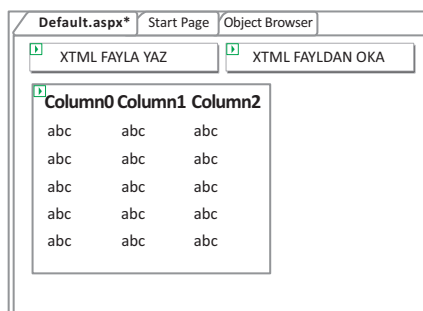 Default.aspx* Start Page Object Browser
XTML FAYLA YAZ XTML FAYLDAN OKA
Column0 Column1 Column2
abc abc abc
abc abc abc
abc abc abc
abc abc abc
abc abc abc